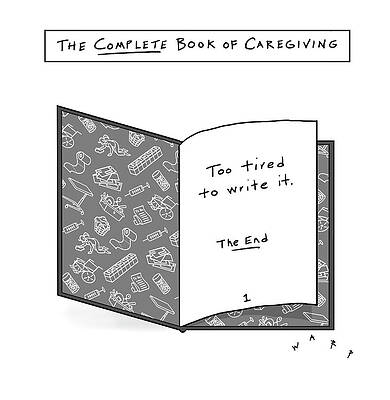 THE COMPLETE BOOK OF CAREGIVING
Too tired
to write it.
The End
1
WARP